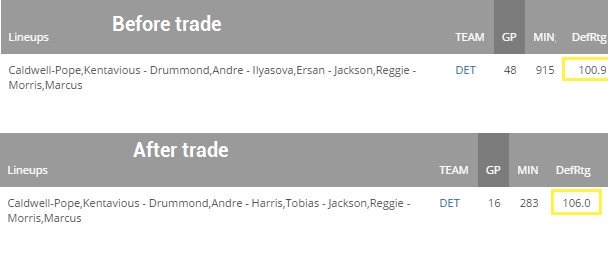 Before trade
Lineups TEAM GP MIN DefRtg
Caldwell-Pope,Kentavious - Drummond,Andre - Ilyasova,Ersan - Jackson,Reggie - DET 48 915 100.9
Morris,Marcus
After trade
Lineups TEAM GP MIN DefRtg
Caldwell-Pope,Kentavious - Drummond,Andre - Harris,Tobias - Jackson,Reggie - DET 16 283 106.0
Morris,Marcus